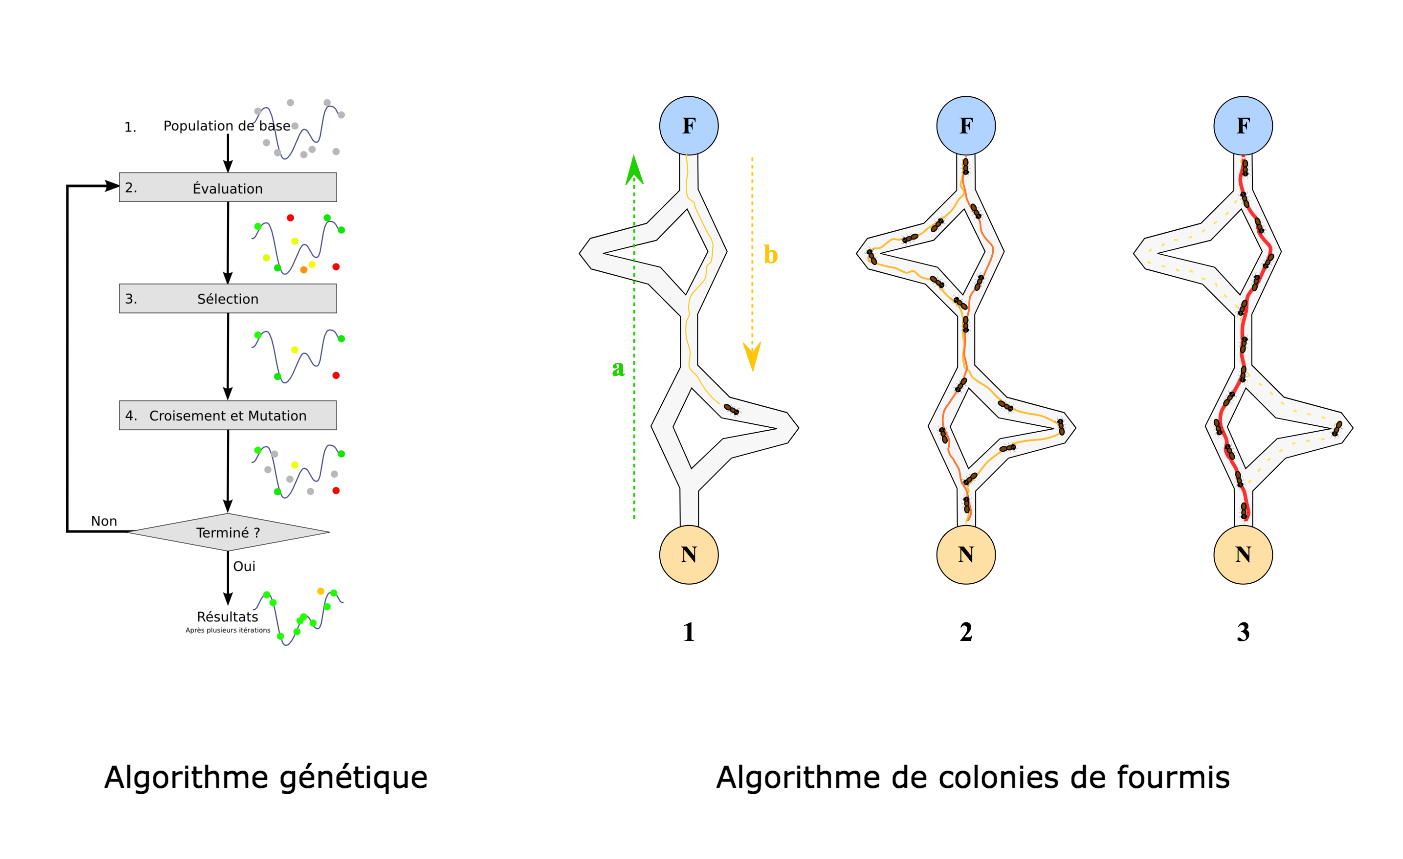 1. Population de base
2. Évaluation
3. Sélection
4. Croisement et Mutation
Non
Terminé ?
Oui
Résultats
Après plusieurs itérations
Algorithme génétique
F
a
b
N
1
F
N
2
F
N
3
Algorithme de colonies de fourmis